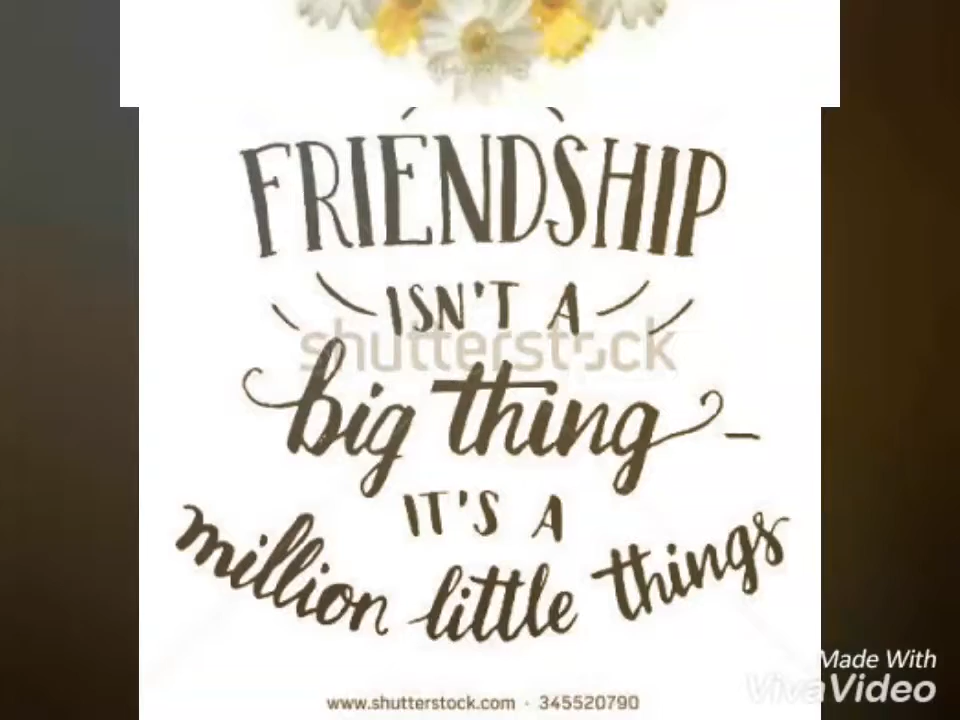 FRIENDSHIP
ISN'T A
shutterstock
big thing -
IT'S A
million little things
Made With
VivaVideo
www.shutterstock.com · 345520790